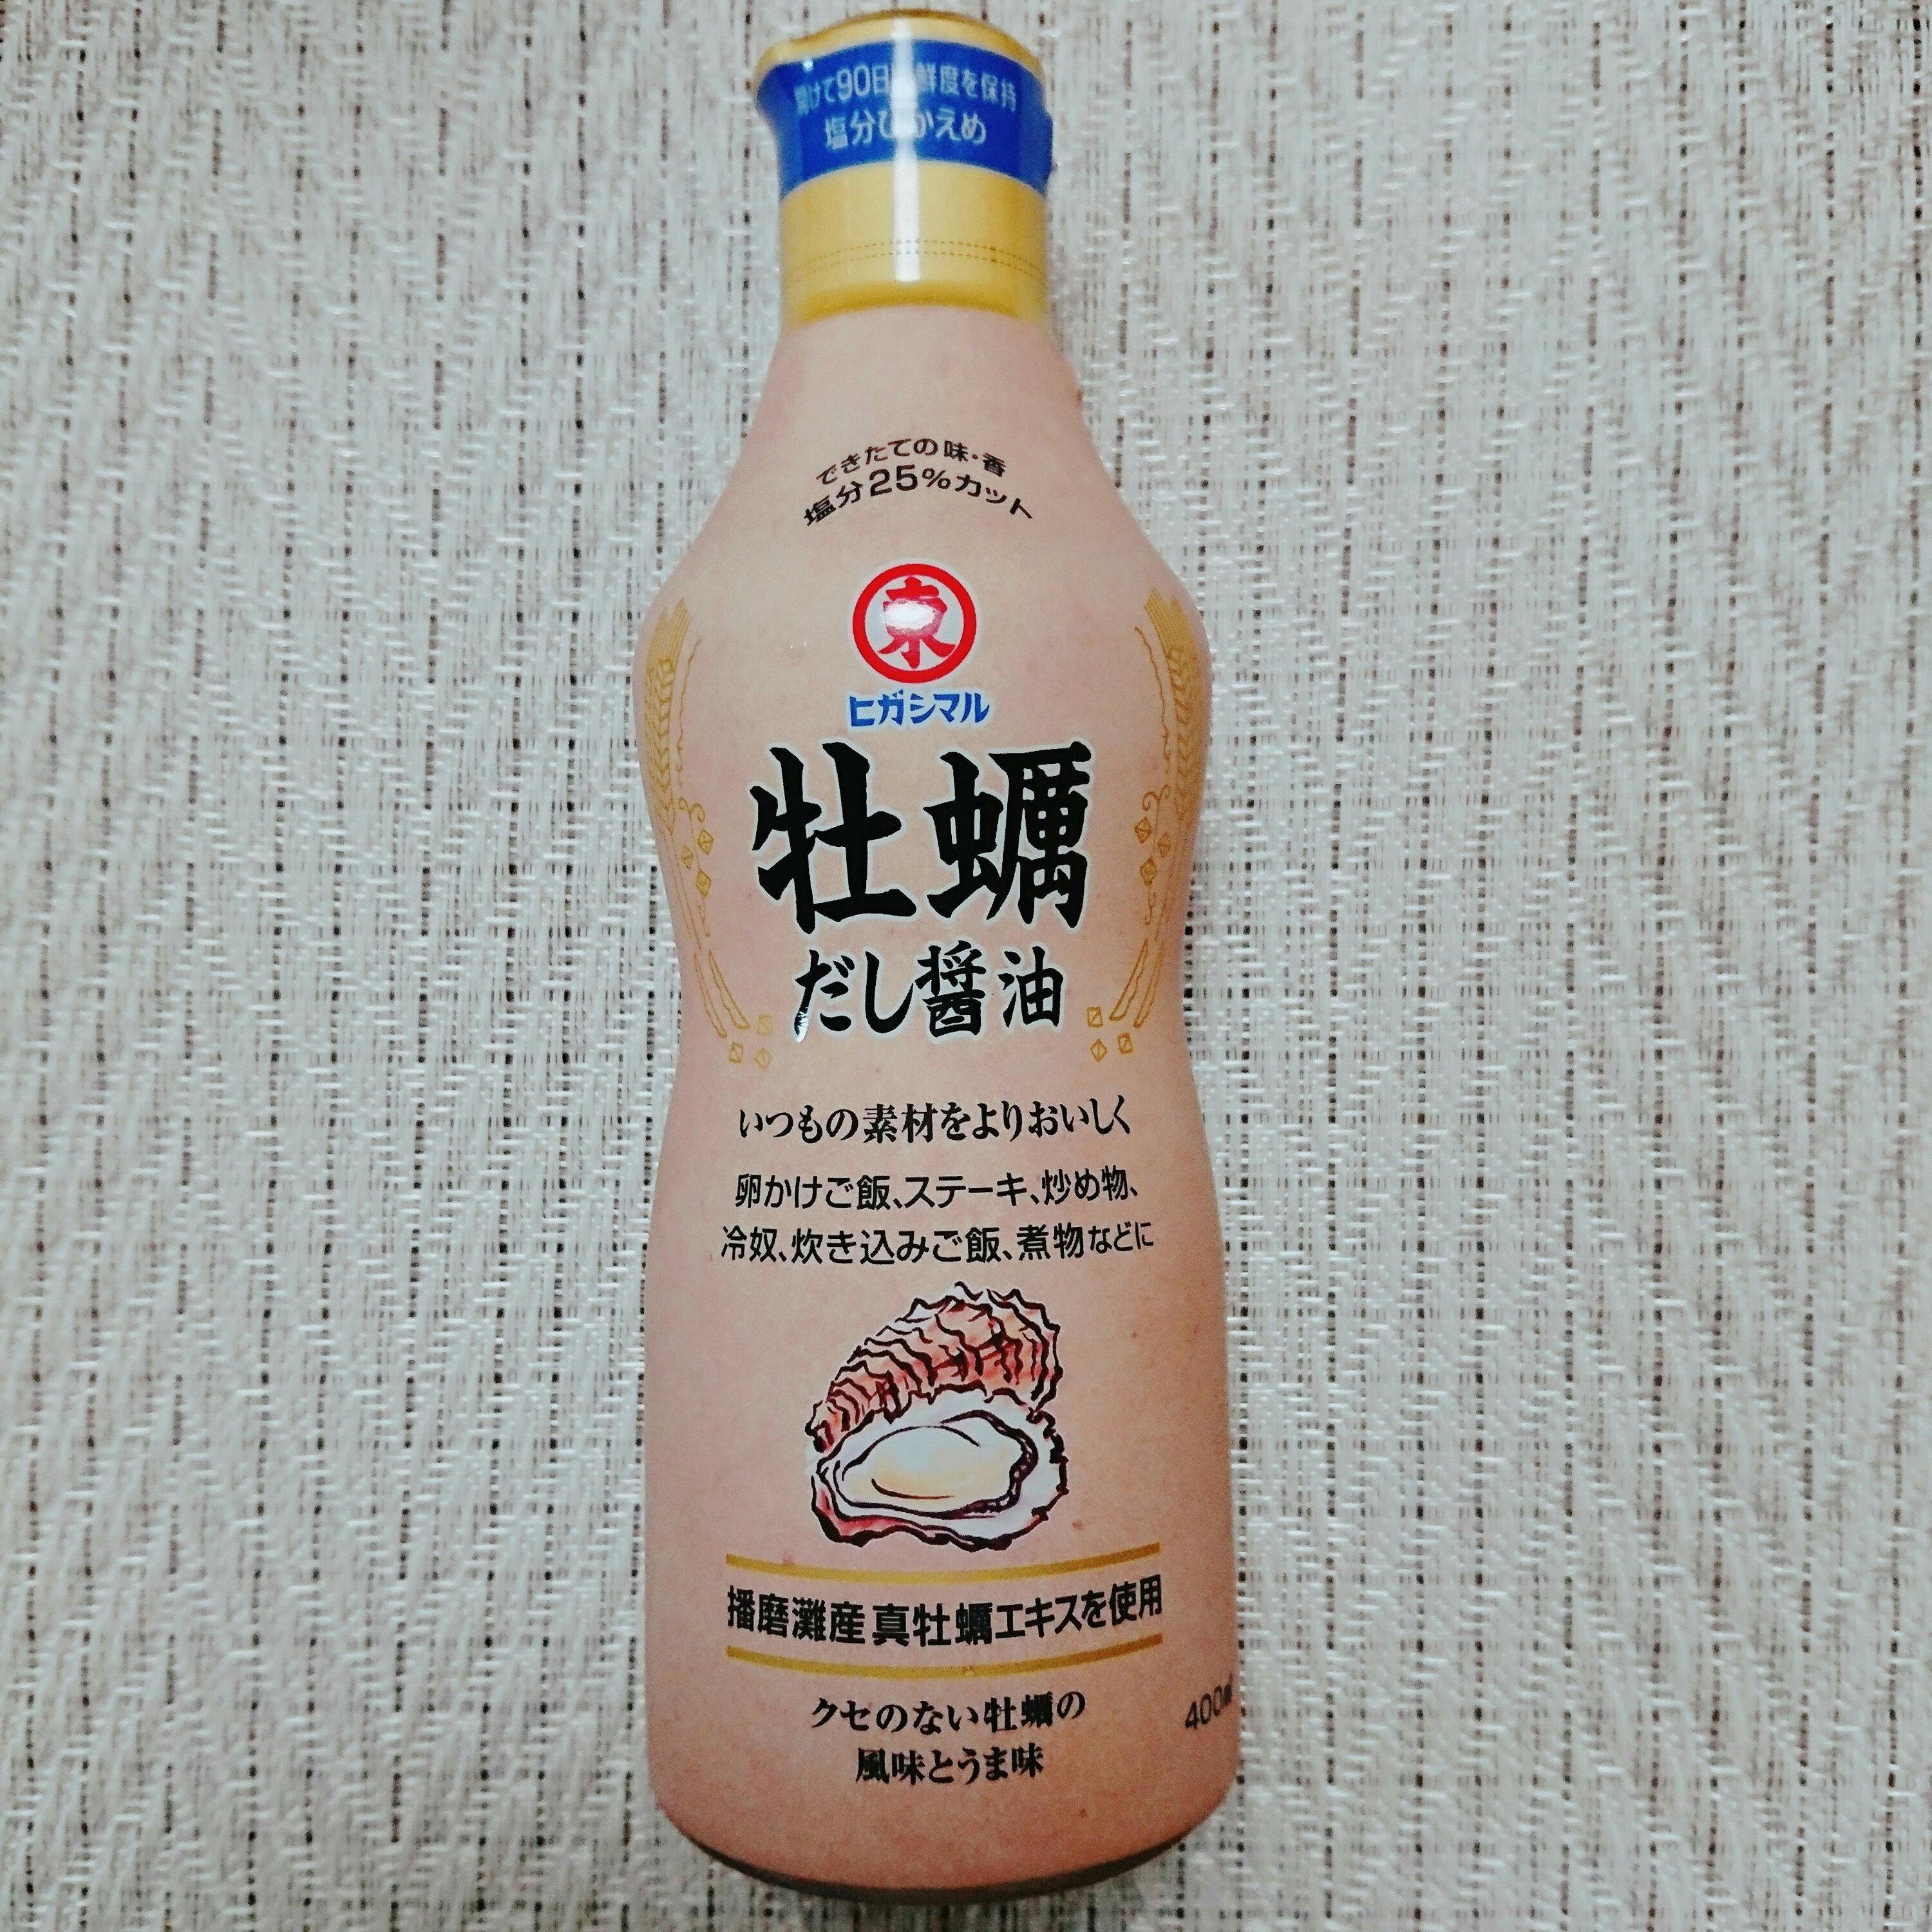 開けて90日 鮮度を保持
塩分ひかえめ
できたての味・香
塩分25%カット
東
ヒガシマル
牡蠣
だし醤油
いつもの素材をよりおいしく
卵かけご飯、ステーキ、炒め物、
冷奴、炊き込みご飯、煮物などに
播磨灘産真牡蠣エキスを使用
クセのない牡蠣の
風味とうま味
400ml